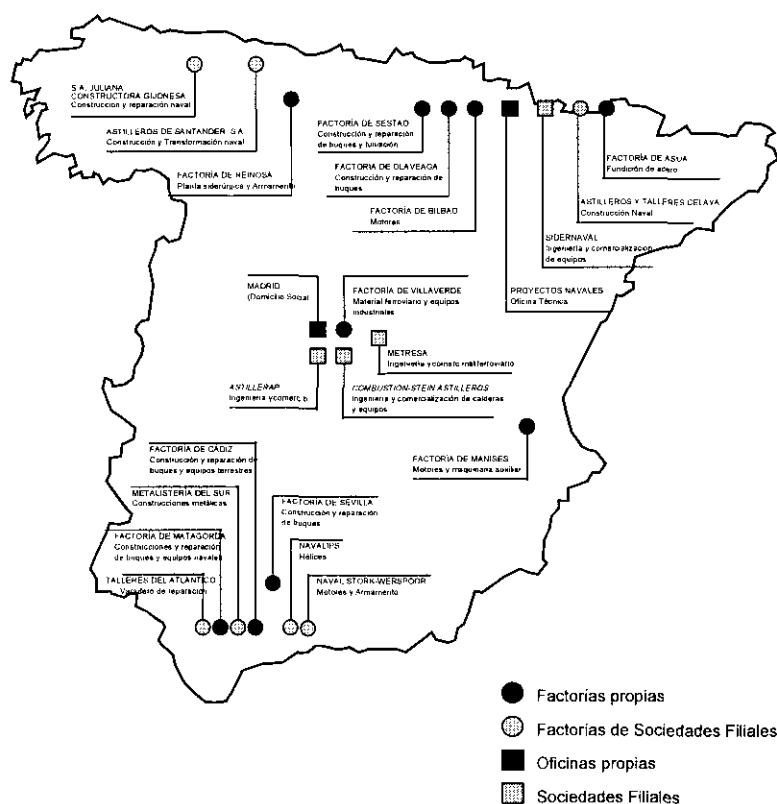 S.A. JULIANA
CONSTRUCTORA GIJONESA
Construcción y reparación naval
ASTILLEROS DE SANTANDER S.A.
Construcción y Transformación naval
FACTORÍA DE REINOSA
Planta siderúrgica y Armamento
FACTORÍA DE SESTAO
Construcción y reparación
de buques y fundición
FACTORÍA DE OLAVEAGA
Construcción y reparación de
buques
FACTORÍA DE BILBAO
Motores
FACTORÍA DE ASUA
Fundición de acero
ASTILLEROS Y TALLERES CELAYA
Construcción Naval
SIDERNAVAL
Ingeniería y comercialización
de equipos
PROYECTOS NAVALES
Oficina Técnica
MADRID
(Domicilio Social
FACTORÍA DE VILLAVERDE
Material ferroviario y equipos
industriales
METRESA
Ingeniería y comerc
ASTILLERAP
Ingeniería y comerc
COMBUSTION-STEIN ASTILLEROS
Ingeniería y comercialización de calderas
y equipos
FACTORÍA DE MANISES
Motores y maquinaria auxiliar
FACTORÍA DE CÁDIZ
Construcción y reparación de
buques y equipos terrestres
METALISTERÍA DEL SUR
Construcciones metálicas
FACTORÍA DE SEVILLA
Construcción y reparación
de buques
FACTORÍA DE MATAGORDA
Construcciones y reparación
de buques y equipos navales
NAVALIPS
Hélices
TALLERES DEL ATLÁNTICO
Varadero de reparación
NAVAL STORK-WERSPOOR
Motores y Armamento
Factorías propias
Factorías de Sociedades Filiales
Oficinas propias
Sociedades Filiales